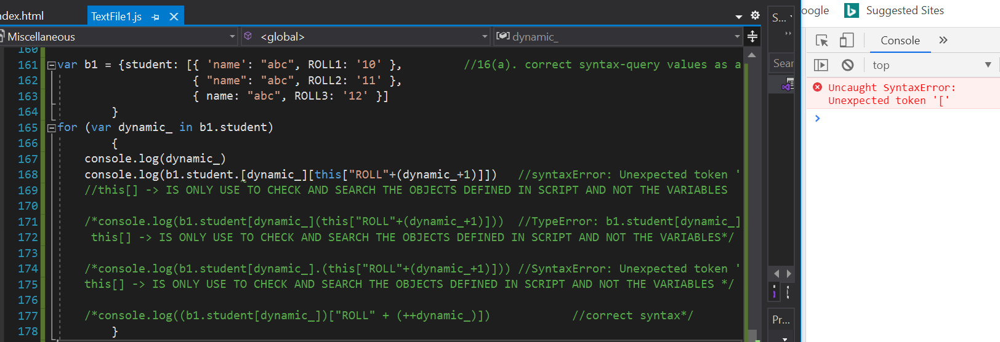 ndex.html
TextFile1.js
Miscellaneous
<global>
dynamic_
160
161 var b1 = {student: [{ 'name': "abc", ROLL1: '10' }, //16(a). correct syntax-query values as a
162 { "name": "abc", ROLL2: '11' },
163 { name: "abc", ROLL3: '12' }]
164 }
165 for (var dynamic_ in b1.student)
166 {
167 console.log(dynamic_)
168 console.log(b1.student.[dynamic_][this["ROLL"+(dynamic_+1)]]) //syntaxError: Unexpected token '
169 //this[] -> IS ONLY USE TO CHECK AND SEARCH THE OBJECTS DEFINED IN SCRIPT AND NOT THE VARIABLES
170
171 /*console.log(b1.student[dynamic_](this["ROLL"+(dynamic_+1)])) //TypeError: b1.student[dynamic_]
172 this[] -> IS ONLY USE TO CHECK AND SEARCH THE OBJECTS DEFINED IN SCRIPT AND NOT THE VARIABLES*/
173
174 /*console.log(b1.student[dynamic_].(this["ROLL"+(dynamic_+1)])) //SyntaxError: Unexpected token '
175 this[] -> IS ONLY USE TO CHECK AND SEARCH THE OBJECTS DEFINED IN SCRIPT AND NOT THE VARIABLES */
176
177 /*console.log((b1.student[dynamic_])["ROLL" + (++dynamic_)]) //correct syntax*/
178 }
S...
Sear
Pr...
oogle
Suggested Sites
Console
top
Uncaught SyntaxError:
Unexpected token '['